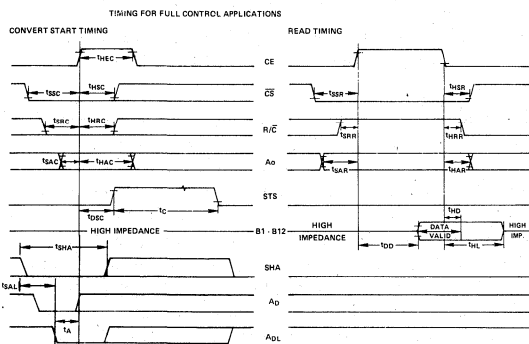 TIMING FOR FULL CONTROL APPLICATIONS
CONVERT START TIMING
READ TIMING
CE
tHEC
CS
tSSC
tHSC
tSSR
tHSR
R/C
tSRC
tHRC
tSRR
tHRR
Ao
tSAC
tHAC
tSAR
tHAR
STS
tDSC
tC
tHD
HIGH IMPEDANCE
B1 - B12
HIGH
IMPEDANCE
DATA
VALID
HIGH
IMP.
tDD
tHL
tSHA
SHA
tSAL
AD
tA
ADL